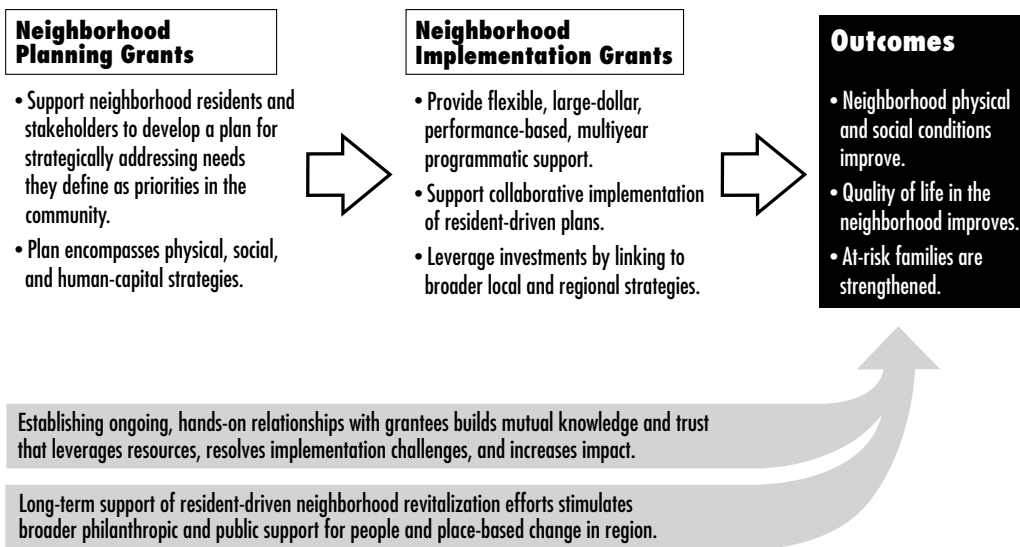 Neighborhood
Planning Grants
• Support neighborhood residents and
stakeholders to develop a plan for
strategically addressing needs
they define as priorities in the
community.
• Plan encompasses physical, social,
and human-capital strategies.
Neighborhood
Implementation Grants
• Provide flexible, large-dollar,
performance-based, multiyear
programmatic support.
• Support collaborative implementation
of resident-driven plans.
• Leverage investments by linking to
broader local and regional strategies.
Outcomes
• Neighborhood physical
and social conditions
improve.
• Quality of life in the
neighborhood improves.
• At-risk families are
strengthened.
Establishing ongoing, hands-on relationships with grantees builds mutual knowledge and trust
that leverages resources, resolves implementation challenges, and increases impact.
Long-term support of resident-driven neighborhood revitalization efforts stimulates
broader philanthropic and public support for people and place-based change in region.